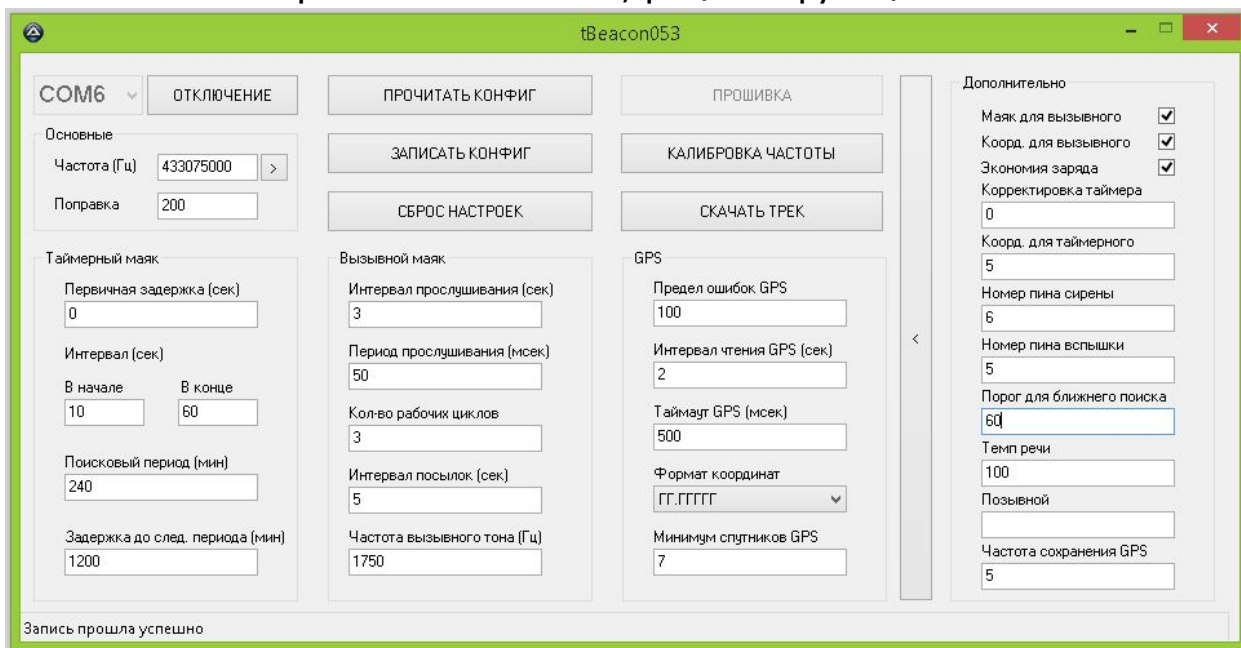 tBeacon053
COM6
ОТКЛЮЧЕНИЕ
ПРОЧИТАТЬ КОНФИГ
ПРОШИВКА
Основные
Частота (Гц)
433075000
>
Поправка
200
ЗАПИСАТЬ КОНФИГ
КАЛИБРОВКА ЧАСТОТЫ
СБРОС НАСТРОЕК
СКАЧАТЬ ТРЕК
Таймерный маяк
Первичная задержка (сек)
0
Интервал (сек)
В начале
В конце
10
60
Поисковый период (мин)
240
Задержка до след. периода (мин)
1200
Вызывной маяк
Интервал прослушивания (сек)
3
Период прослушивания (мсек)
50
Кол-во рабочих циклов
3
Интервал посылок (сек)
5
Частота вызывного тона (Гц)
1750
GPS
Предел ошибок GPS
100
Интервал чтения GPS (сек)
2
Таймаут GPS (мсек)
500
Формат координат
ГГ.ГГГГГ
Минимум спутников GPS
7
<
Дополнительно
Маяк для вызывного
Коорд. для вызывного
Экономия заряда
Корректировка таймера
0
Коорд. для таймерного
5
Номер пина сирены
6
Номер пина вспышки
5
Порог для ближнего поиска
60
Темп речи
100
Позывной
Частота сохранения GPS
5
Запись прошла успешно